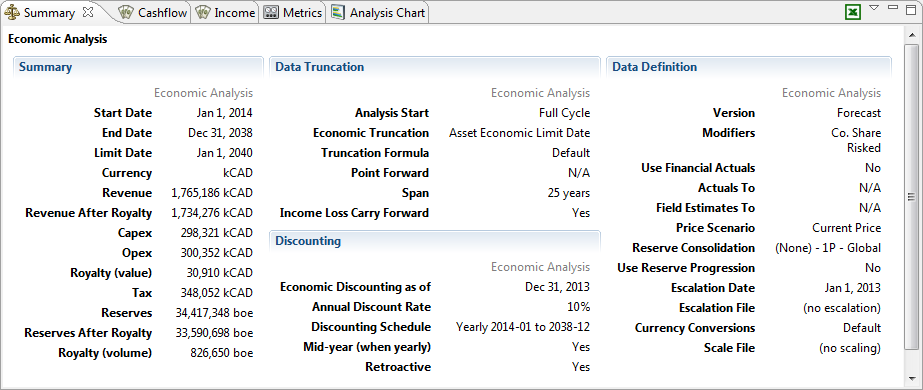 Summary Cashflow Income Metrics Analysis Chart
Economic Analysis
Summary
Economic Analysis
Start Date Jan 1, 2014
End Date Dec 31, 2038
Limit Date Jan 1, 2040
Currency kCAD
Revenue 1,765,186 kCAD
Revenue After Royalty 1,734,276 kCAD
Capex 298,321 kCAD
Opex 300,352 kCAD
Royalty (value) 30,910 kCAD
Tax 348,052 kCAD
Reserves 34,417,348 boe
Reserves After Royalty 33,590,698 boe
Royalty (volume) 826,650 boe
Data Truncation
Economic Analysis
Analysis Start Full Cycle
Economic Truncation Asset Economic Limit Date
Truncation Formula Default
Point Forward N/A
Span 25 years
Income Loss Carry Forward Yes
Discounting
Economic Analysis
Economic Discounting as of Dec 31, 2013
Annual Discount Rate 10%
Discounting Schedule Yearly 2014-01 to 2038-12
Mid-year (when yearly) Yes
Retroactive Yes
Data Definition
Economic Analysis
Version Forecast
Modifiers Co. Share
Risked
Use Financial Actuals No
Actuals To N/A
Field Estimates To N/A
Price Scenario Current Price
Reserve Consolidation (None) - 1P - Global
Use Reserve Progression No
Escalation Date Jan 1, 2013
Escalation File (no escalation)
Currency Conversions Default
Scale File (no scaling)